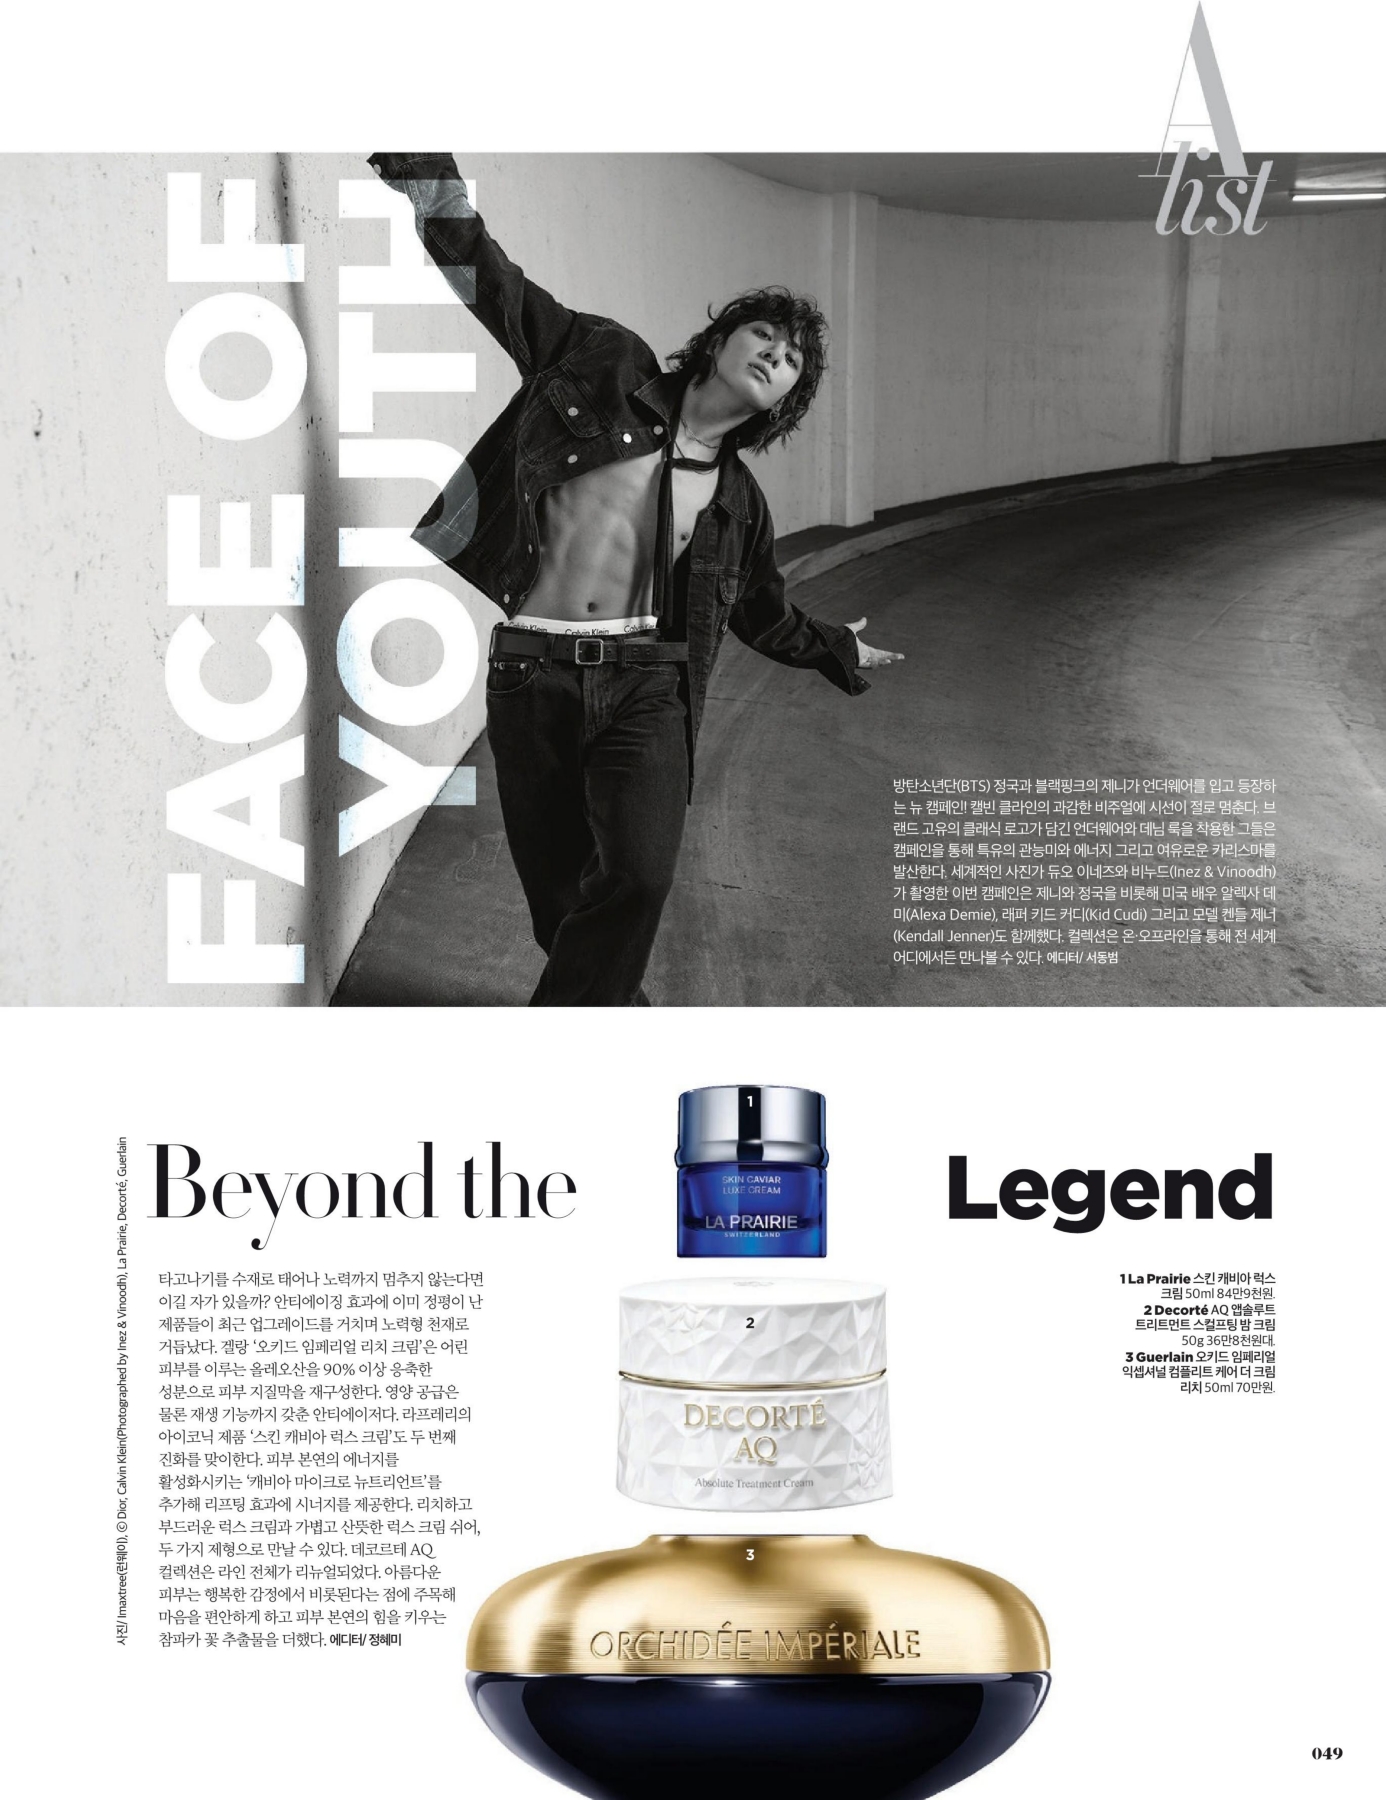 A
list
FACE OF
YOUTH
Calvin Klein
Calvin Klein
방탄소년단(BTS) 정국과 블랙핑크의 제니가 언더웨어를 입고 등장하
는 뉴 캠페인! 캘빈 클라인의 과감한 비주얼에 시선이 절로 멈춘다. 브
랜드 고유의 클래식 로고가 담긴 언더웨어와 데님 룩을 착용한 그들은
캠페인을 통해 특유의 관능미와 에너지 그리고 여유로운 카리스마를
발산한다. 세계적인 사진가 듀오 이네즈와 비누드(Inez & Vinoodh)
가 촬영한 이번 캠페인은 제니와 정국을 비롯해 미국 배우 알렉사 데
미(Alexa Demie), 래퍼 키드 커디(Kid Cudi) 그리고 모델 켄들 제너
(Kendall Jenner)도 함께했다. 컬렉션은 온·오프라인을 통해 전 세계
어디에서든 만나볼 수 있다. 에디터/ 서동범
사진/ Imaxtree(런웨이), © Dior, Calvin Klein(Photographed by Inez & Vinoodh), La Prairie, Decorté, Guerlain
Beyond the
Legend
타고나기를 수재로 태어나 노력까지 멈추지 않는다면
이길 자가 있을까? 안티에이징 효과에 이미 정평이 난
제품들이 최근 업그레이드를 거치며 노력형 천재로
거듭났다. 겔랑 ‘오키드 임페리얼 리치 크림’은 어린
피부를 이루는 올레오산을 90% 이상 응축한
성분으로 피부 지질막을 재구성한다. 영양 공급은
물론 재생 기능까지 갖춘 안티에이저다. 라프레리의
아이코닉 제품 ‘스킨 캐비아 럭스 크림’도 두 번째
진화를 맞이한다. 피부 본연의 에너지를
활성화시키는 ‘캐비아 마이크로 뉴트리언트’를
추가해 리프팅 효과에 시너지를 제공한다. 리치하고
부드러운 럭스 크림과 가볍고 산뜻한 럭스 크림 쉬어,
두 가지 제형으로 만날 수 있다. 데코르테 AQ
컬렉션은 라인 전체가 리뉴얼되었다. 아름다운
피부는 행복한 감정에서 비롯된다는 점에 주목해
마음을 편안하게 하고 피부 본연의 힘을 키우는
참파카 꽃 추출물을 더했다. 에디터/ 정혜미
1
SKIN CAVIAR
LUXE CREAM
LA PRAIRIE
SWITZERLAND
2
DECORTÉ
AQ
Absolute Treatment Cream
3
ORCHIDÉE IMPÉRIALE
1 La Prairie 스킨 캐비아 럭스
크림 50ml 84만9천원.
2 Decorté AQ 앱솔루트
트리트먼트 스컬프팅 밤 크림
50g 36만8천원대.
3 Guerlain 오키드 임페리얼
익셉셔널 컴플리트 케어 더 크림
리치 50ml 70만원.
049